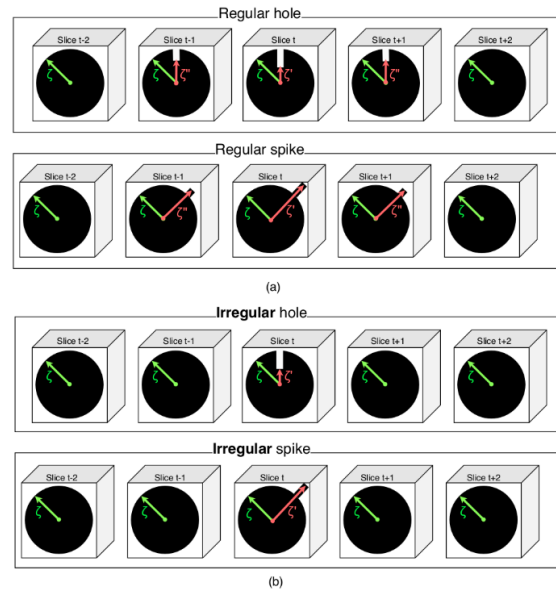 Regular hole
Slice t-2 Slice t-1 Slice t Slice t+1 Slice t+2
ζ ζ ζ" ζ ζ' ζ ζ" ζ
Regular spike
Slice t-2 Slice t-1 Slice t Slice t+1 Slice t+2
ζ ζ ζ" ζ ζ' ζ ζ" ζ
(a)
Irregular hole
Slice t-2 Slice t-1 Slice t Slice t+1 Slice t+2
ζ ζ ζ ζ' ζ ζ
Irregular spike
Slice t-2 Slice t-1 Slice t Slice t+1 Slice t+2
ζ ζ ζ ζ' ζ ζ
(b)